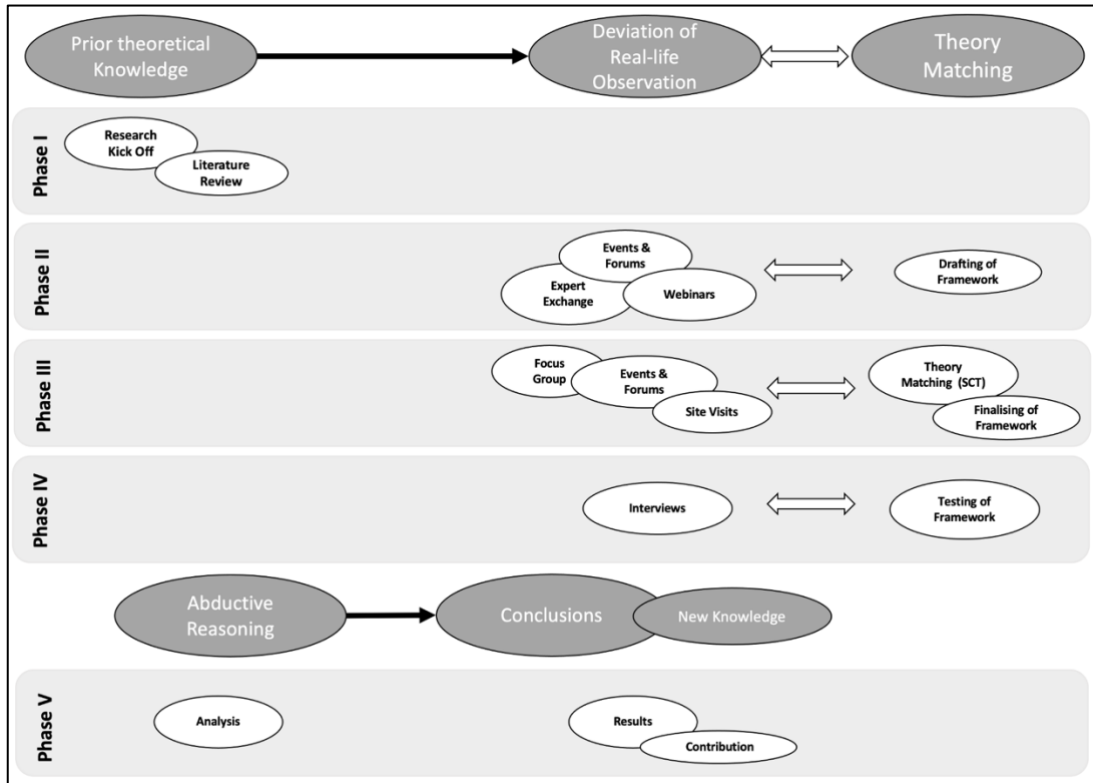 Prior theoretical
Knowledge
Deviation of
Real-life
Observation
Theory
Matching
Phase I
Research
Kick Off
Literature
Review
Phase II
Events &
Forums
Expert
Exchange
Webinars
Drafting of
Framework
Phase III
Focus
Group
Events &
Forums
Site Visits
Theory
Matching (SCT)
Finalising of
Framework
Phase IV
Interviews
Testing of
Framework
Abductive
Reasoning
Conclusions
New Knowledge
Phase V
Analysis
Results
Contribution